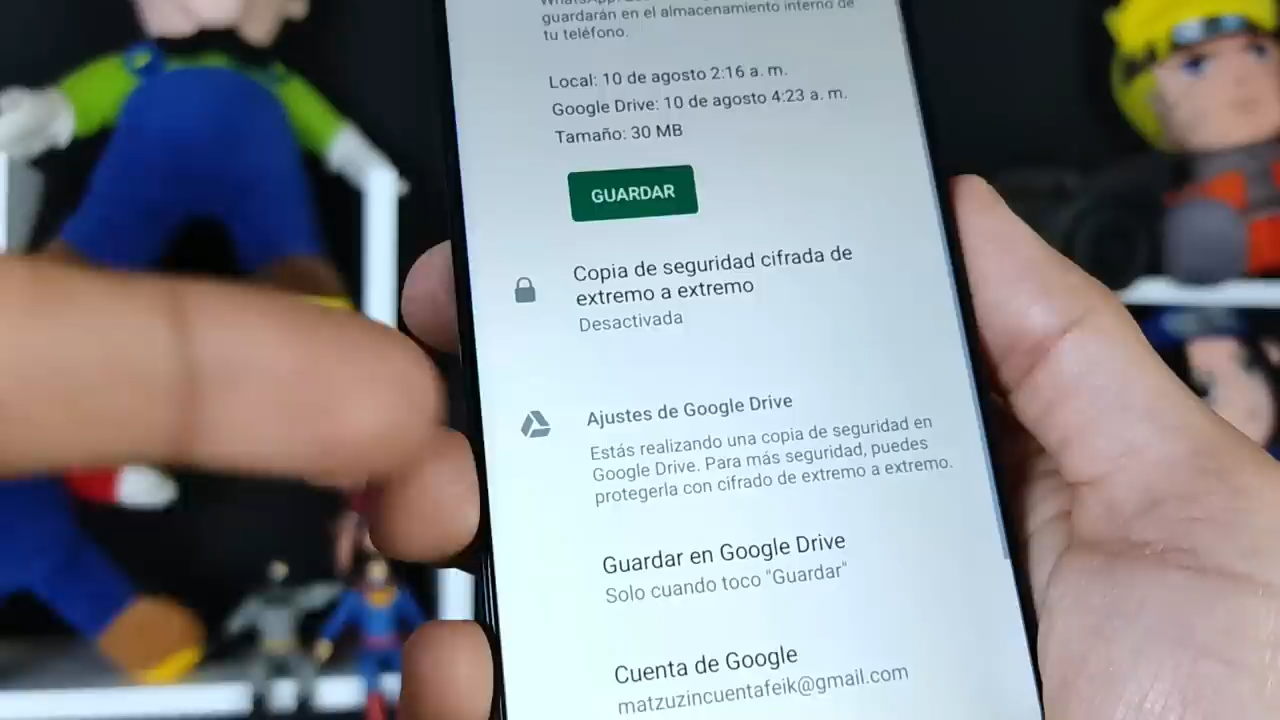 WhatsApp.
guardarán en el almacenamiento interno de
tu teléfono.
Local: 10 de agosto 2:16 a. m.
Google Drive: 10 de agosto 4:23 a. m.
Tamaño: 30 MB
GUARDAR
Copia de seguridad cifrada de
extremo a extremo
Desactivada
Ajustes de Google Drive
Estás realizando una copia de seguridad en
Google Drive. Para más seguridad, puedes
protegerla con cifrado de extremo a extremo.
Guardar en Google Drive
Solo cuando toco "Guardar"
Cuenta de Google
matzuzincuentafeik@gmail.com